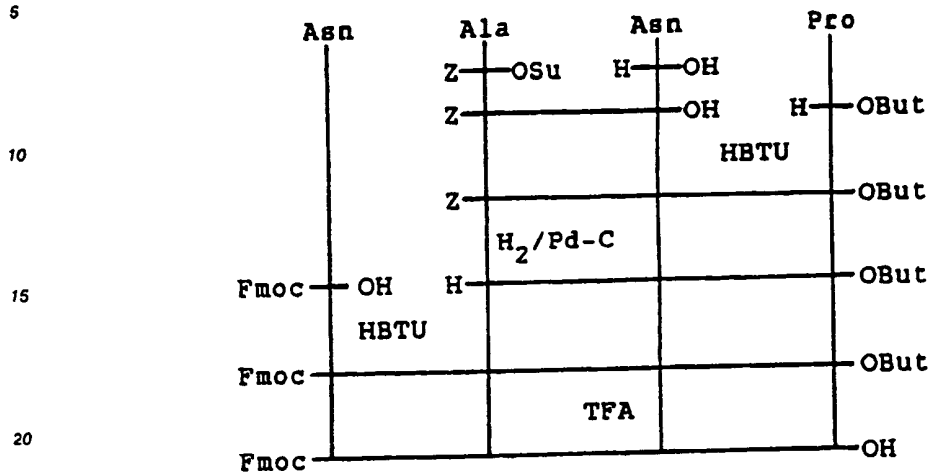 5
Asn Ala Asn Pro
Z OSu H OH
Z OH H OBut
10
HBTU
Z OBut
H2/Pd-C
15 Fmoc OH H OBut
HBTU
Fmoc OBut
TFA
20
Fmoc OH